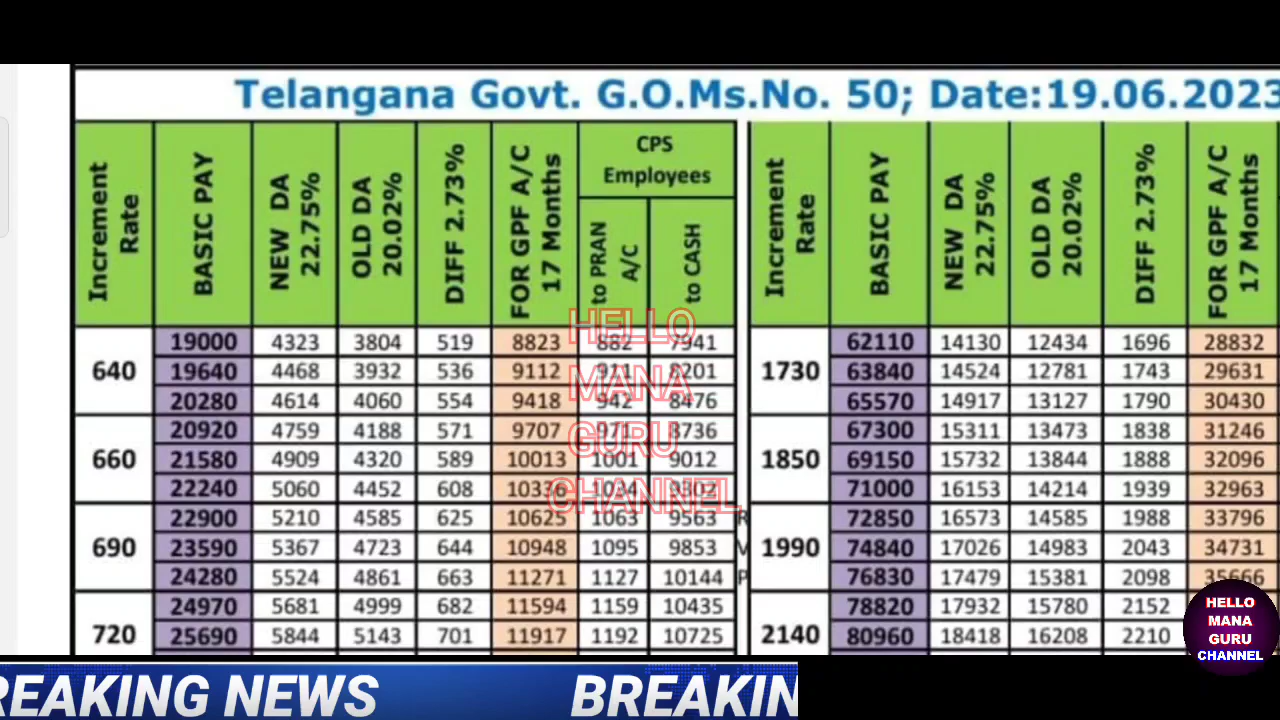 Telangana Govt. G.O.Ms.No. 50; Date:19.06.2023
Increment Rate BASIC PAY NEW DA 22.75% OLD DA 20.02% DIFF 2.73% FOR GPF A/C 17 Months CPS Employees to PRAN A/C to CASH Increment Rate BASIC PAY NEW DA 22.75% OLD DA 20.02% DIFF 2.73% FOR GPF A/C 17 Months
19000 4323 3804 519 8823 882 7941 62110 14130 12434 1696 28832
640 19640 4468 3932 536 9112 911 8201 1730 63840 14524 12781 1743 29631
20280 4614 4060 554 9418 942 8476 65570 14917 13127 1790 30430
20920 4759 4188 571 9707 971 8736 67300 15311 13473 1838 31246
660 21580 4909 4320 589 10013 1001 9012 1850 69150 15732 13844 1888 32096
22240 5060 4452 608 10336 1034 9302 71000 16153 14214 1939 32963
22900 5210 4585 625 10625 1063 9563 R 72850 16573 14585 1988 33796
690 23590 5367 4723 644 10948 1095 9853 1990 74840 17026 14983 2043 34731
24280 5524 4861 663 11271 1127 10144 P 76830 17479 15381 2098 35666
24970 5681 4999 682 11594 1159 10435 78820 17932 15780 2152
720 25690 5844 5143 701 11917 1192 10725 2140 80960 18418 16208 2210
HELLO
MANA
GURU
CHANNEL
HELLO
MANA
GURU
CHANNEL
REAKING NEWS BREAKIN